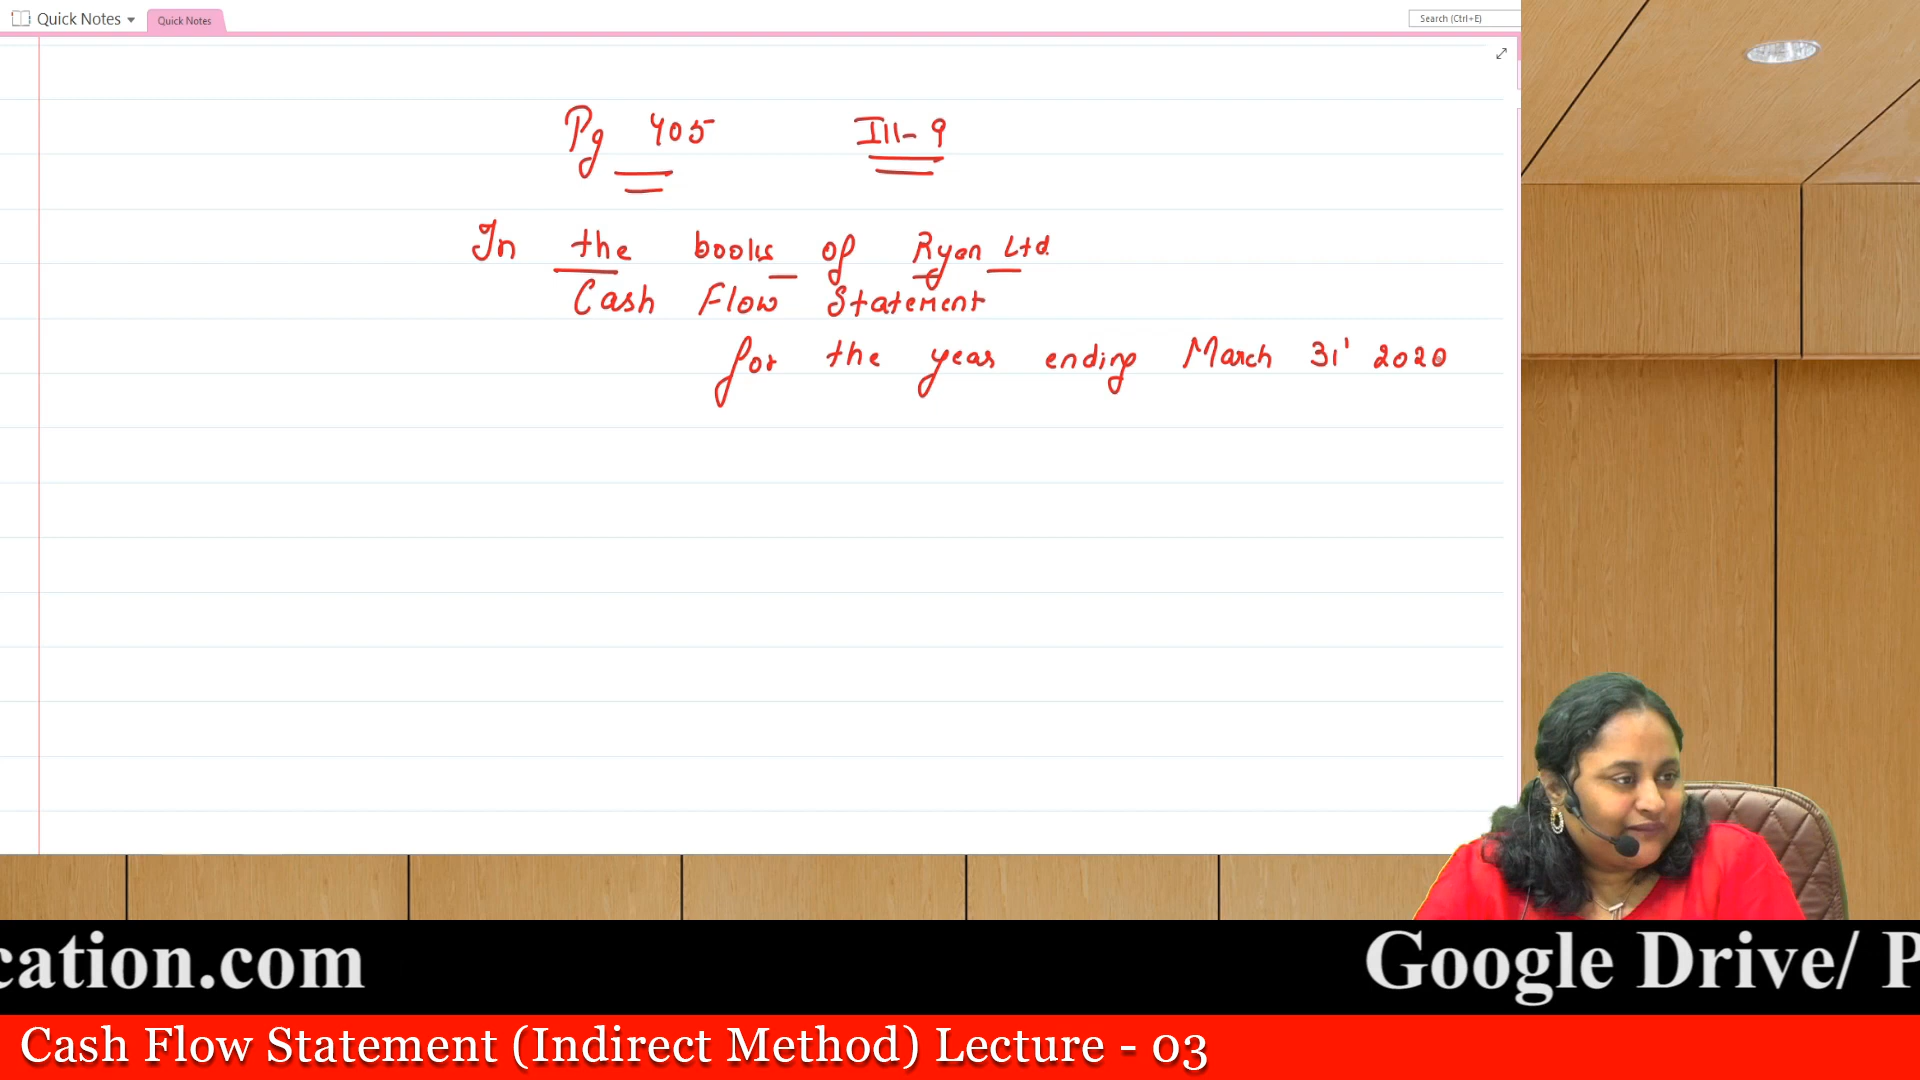 Quick Notes
Quick Notes
Search (Ctrl+E)
Pg 405 Ill-9
In the books of Ryan Ltd.
Cash Flow Statement
for the year ending March 31' 2020
cation.com Google Drive/ P
Cash Flow Statement (Indirect Method) Lecture - 03